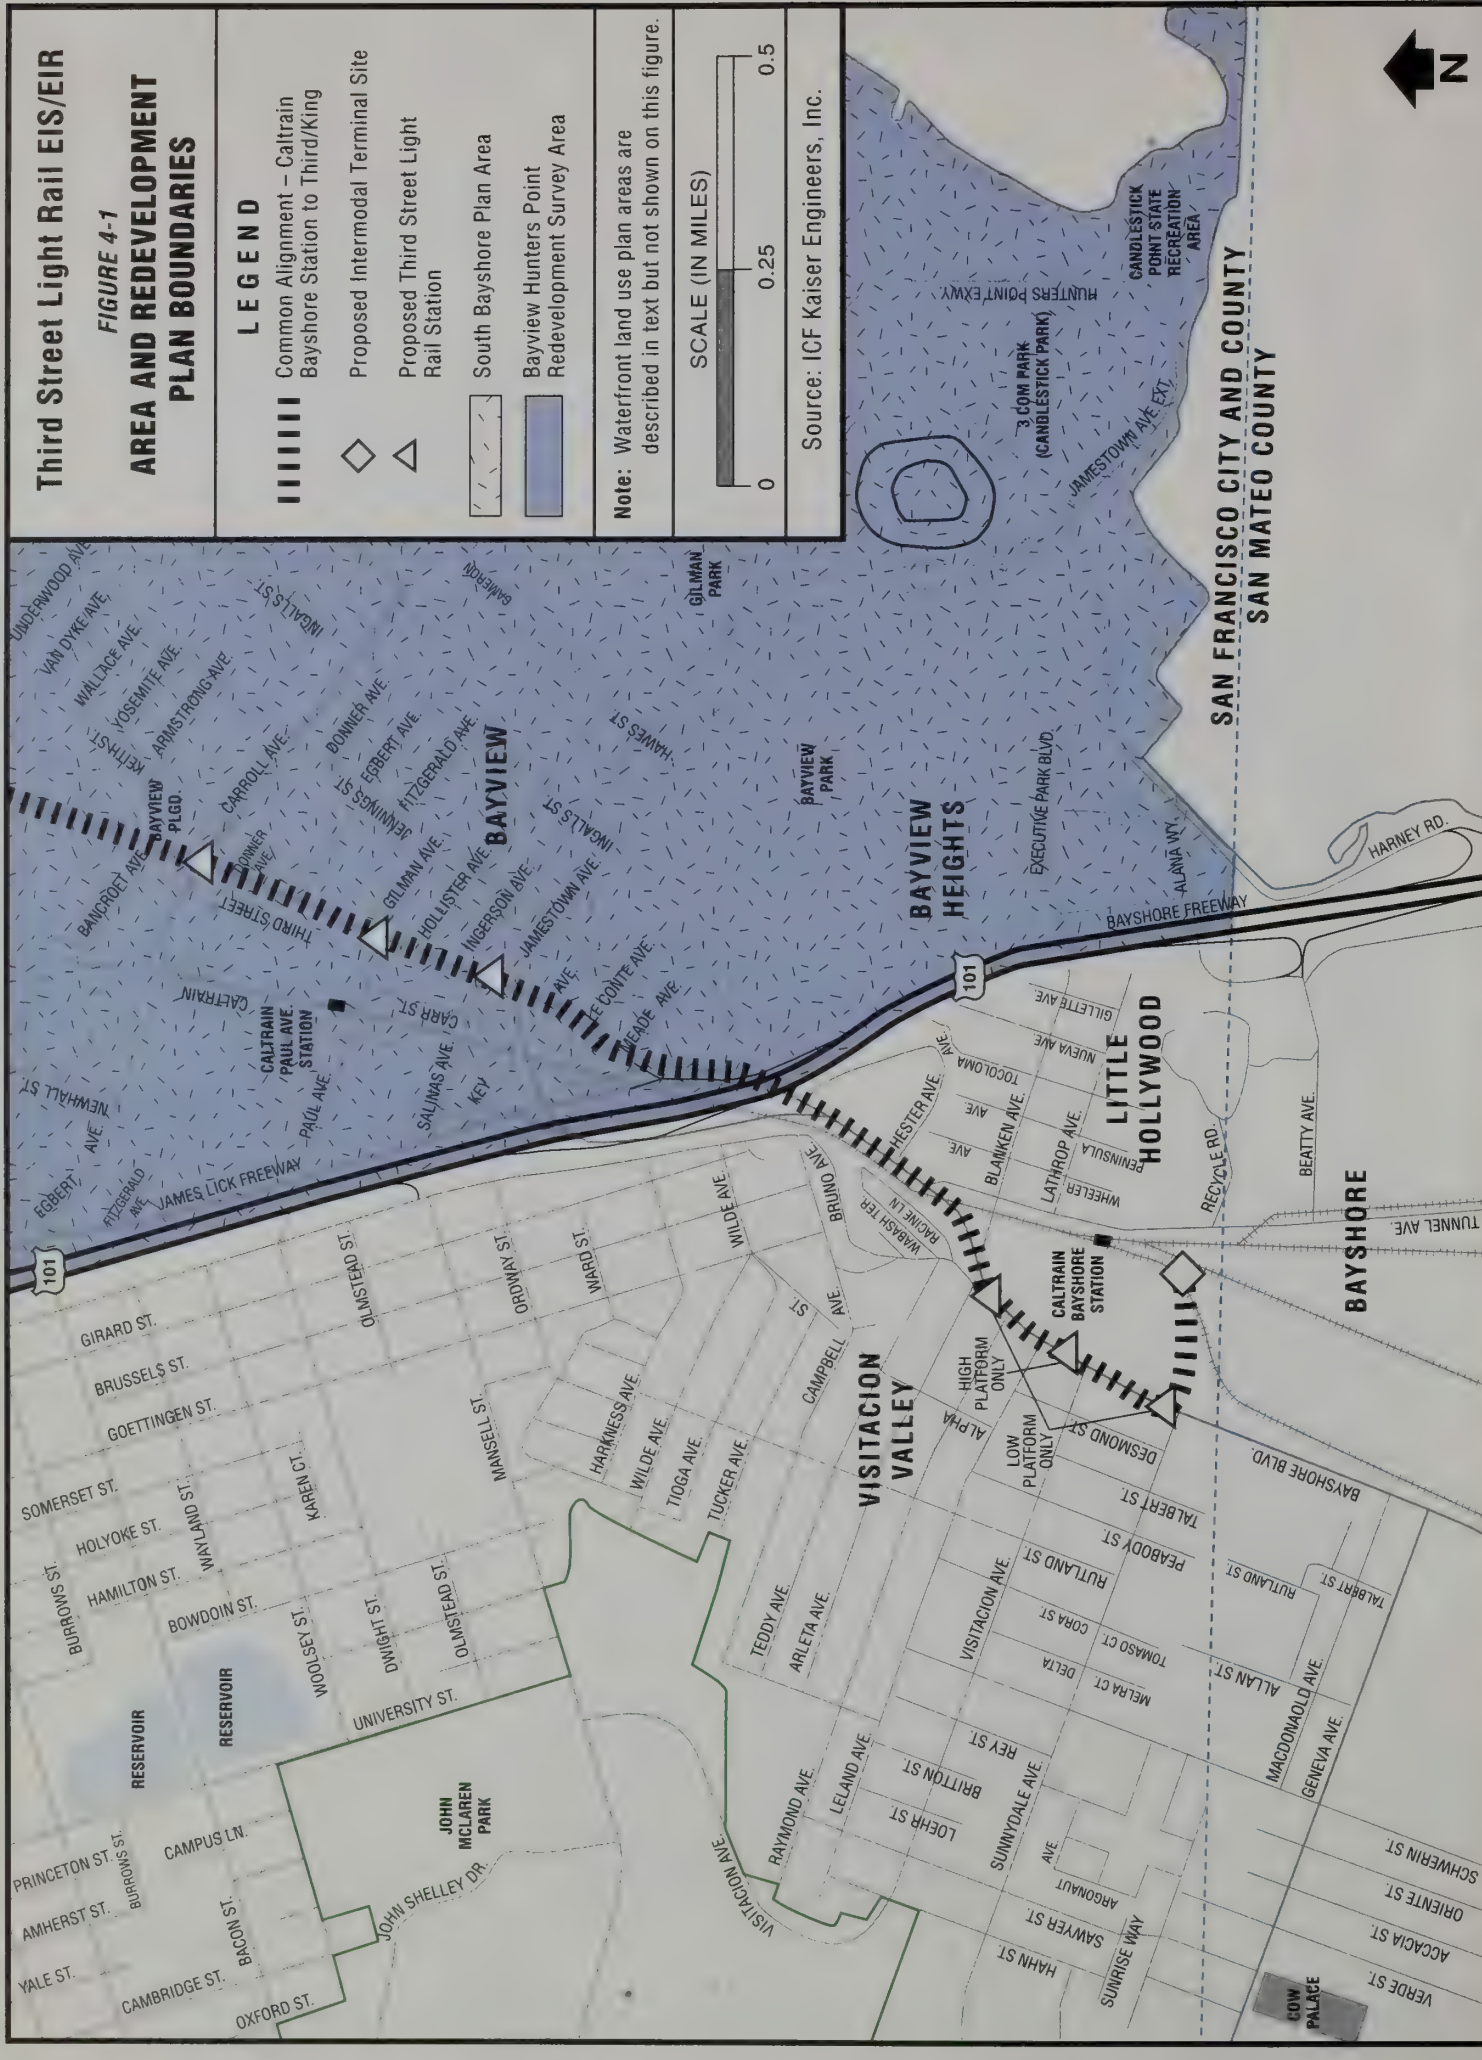 Third Street Light Rail EIS/EIR
FIGURE 4-1
AREA AND REDEVELOPMENT
PLAN BOUNDARIES
LEGEND
Common Alignment – Caltrain
Bayshore Station to Third/King
Proposed Intermodal Terminal Site
Proposed Third Street Light
Rail Station
South Bayshore Plan Area
Bayview Hunters Point
Redevelopment Survey Area
Note: Waterfront land use plan areas are
described in text but not shown on this figure.
SCALE (IN MILES)
0
0.25
0.5
Source: ICF Kaiser Engineers, Inc.
N
UNDERWOOD AVE.
VAN DYKE AVE.
WALLACE AVE.
YOSEMITE AVE.
ARMSTRONG AVE.
KEITH ST.
INGALLS ST.
CAMERON
BAYVIEW
PLGD.
CARROLL AVE.
DONNER AVE.
EGBERT AVE.
FITZGERALD AVE.
JENNINGS ST.
BANCROFT AVE.
DONNER
AVE.
THIRD STREET
GILMAN AVE.
HOLLISTER AVE.
INGERSON AVE.
JAMESTOWN AVE.
BAYVIEW
INGALLS ST.
HAWES ST.
GILMAN
PARK
BAYVIEW
PARK
CALTRAIN
CALTRAIN
PAUL AVE.
STATION
CARR ST.
AVE.
LE CONTE AVE.
MEADE AVE.
SALINAS AVE.
KEY
PAUL AVE.
NEWHALL ST.
AVE.
EGBERT
FITZGERALD
AVE.
JAMES LICK FREEWAY
101
101
BAYVIEW
HEIGHTS
EXECUTIVE PARK BLVD.
ALANA WY.
BAYSHORE FREEWAY
HARNEY RD.
3 COM PARK
(CANDLESTICK PARK)
JAMESTOWN AVE. EXT.
HUNTERS POINT EXWY.
CANDLESTICK
POINT STATE
RECREATION
AREA
SAN FRANCISCO CITY AND COUNTY
SAN MATEO COUNTY
GIRARD ST.
BRUSSELS ST.
GOETTINGEN ST.
SOMERSET ST.
HOLYOKE ST.
HAMILTON ST.
BOWDOIN ST.
BURROWS ST.
WAYLAND ST.
KAREN CT.
WOOLSEY ST.
DWIGHT ST.
OLMSTEAD ST.
OLMSTEAD ST.
ORDWAY ST.
WARD ST.
MANSELL ST.
UNIVERSITY ST.
RESERVOIR
RESERVOIR
PRINCETON ST.
BURROWS ST.
CAMPUS LN.
AMHERST ST.
BACON ST.
YALE ST.
CAMBRIDGE ST.
OXFORD ST.
JOHN
MCLAREN
PARK
JOHN SHELLEY DR.
VISITACION AVE.
HARKNESS AVE.
WILDE AVE.
TIOGA AVE.
TUCKER AVE.
WILDE AVE.
BRUNO AVE.
ST.
CAMPBELL
AVE.
TEDDY AVE.
ARLETA AVE.
RAYMOND AVE.
LELAND AVE.
VISITACION AVE.
SUNNYDALE AVE.
VISITACION
VALLEY
HIGH
PLATFORM
ONLY
LOW
PLATFORM
ONLY
ALPHA
DESMOND ST.
TALBERT ST.
PEABODY ST.
RUTLAND ST.
CORA ST.
TOMASO CT.
DELTA
MELRA CT.
REY ST.
BRITTON ST.
LOEHR ST.
ARGONAUT
AVE.
SAWYER ST.
HAHN ST.
SUNRISE WAY
RUTLAND ST.
TALBERT ST.
ALLAN ST.
MACDONAOLD AVE.
GENEVA AVE.
BAYSHORE BLVD.
SCHWERIN ST.
ORIENTE ST.
ACCACIA ST.
VERDE ST.
COW
PALACE
CALTRAIN
BAYSHORE
STATION
WABASH TER.
RACINE LN
HESTER AVE.
TOCOLOMA
AVE.
AVE.
AVE
BLANKEN AVE.
LATHROP AVE.
WHEELER
PENINSULA
NUEVA AVE.
GILLETTE AVE.
LITTLE
HOLLYWOOD
RECYCLE RD.
BEATTY AVE.
TUNNEL AVE.
BAYSHORE